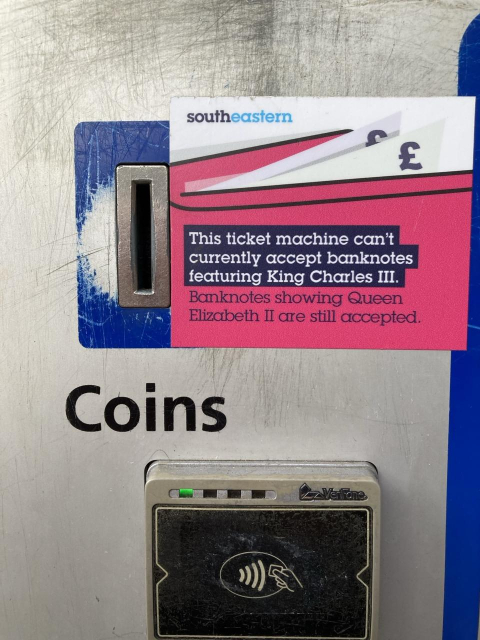 southeastern
£
£
This ticket machine can't
currently accept banknotes
featuring King Charles III.
Banknotes showing Queen
Elizabeth II are still accepted.
Coins
VeriFone